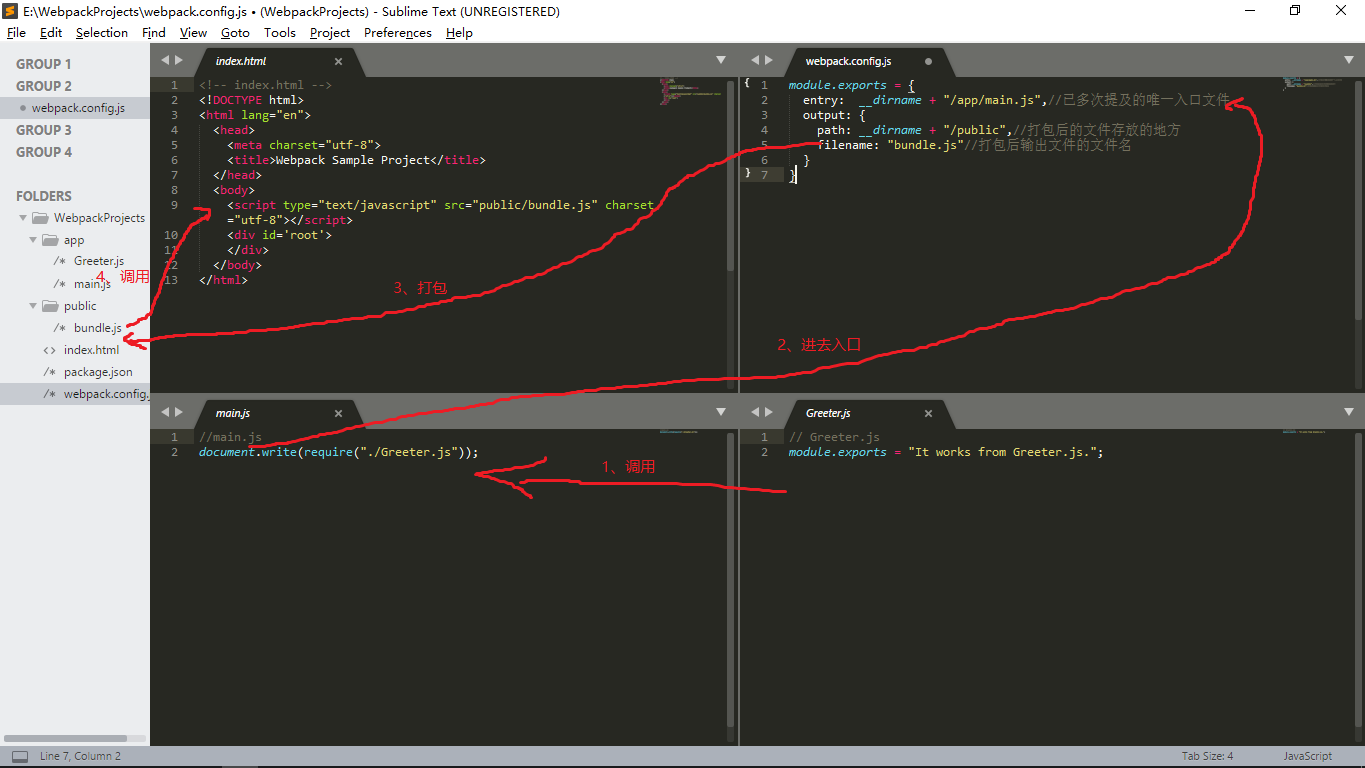 E:\WebpackProjects\webpack.config.js • (WebpackProjects) - Sublime Text (UNREGISTERED)
File Edit Selection Find View Goto Tools Project Preferences Help
GROUP 1
GROUP 2
webpack.config.js
GROUP 3
GROUP 4
FOLDERS
WebpackProjects
app
/* Greeter.js
/* main.js
public
/* bundle.js
<> index.html
/* package.json
/* webpack.config.
index.html
1 <!-- index.html -->
2 <!DOCTYPE html>
3 <html lang="en">
4 <head>
5 <meta charset="utf-8">
6 <title>Webpack Sample Project</title>
7 </head>
8 <body>
9 <script type="text/javascript" src="public/bundle.js" charset
="utf-8"></script>
10 <div id='root'>
11 </div>
12 </body>
13 </html>
webpack.config.js
1 module.exports = {
2 entry: __dirname + "/app/main.js",//已多次提及的唯一入口文件
3 output: {
4 path: __dirname + "/public",//打包后的文件存放的地方
5 filename: "bundle.js"//打包后输出文件的文件名
6 }
7 }
4、调用
3、打包
2、进去入口
main.js
1 //main.js
2 document.write(require("./Greeter.js"));
1、调用
Greeter.js
1 // Greeter.js
2 module.exports = "It works from Greeter.js.";
Line 7, Column 2
Tab Size: 4
JavaScript